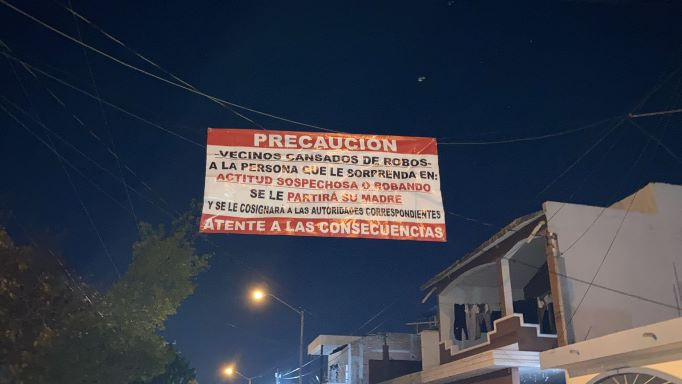 PRECAUCIÓN
-VECINOS CANSADOS DE ROBOS-
A LA PERSONA QUE LE SORPRENDA EN:
ACTITUD SOSPECHOSA O ROBANDO
SE LE PARTIRÁ SU MADRE
Y SE LE COSIGNARÁ A LAS AUTORIDADES CORRESPONDIENTES
ATENTE A LAS CONSECUENCIAS